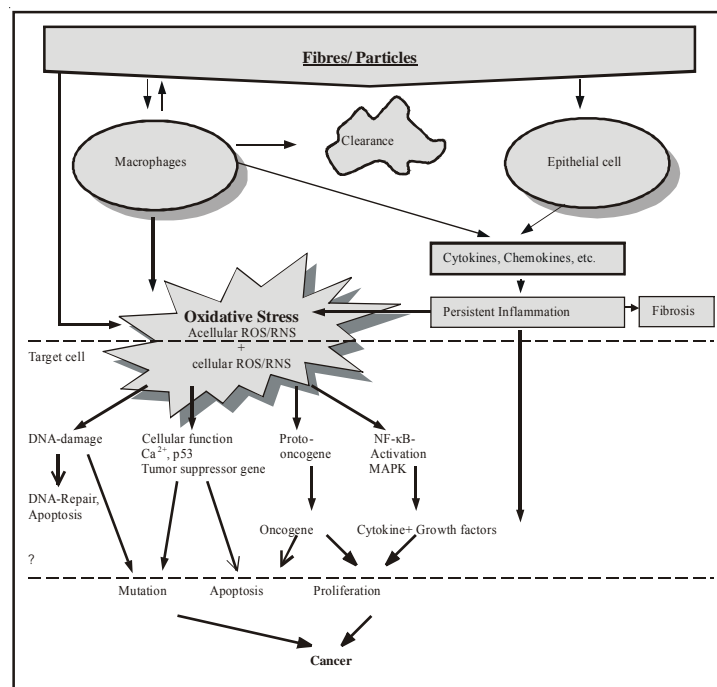 Fibres/ Particles
Macrophages
Clearance
Epithelial cell
Cytokines, Chemokines, etc.
Oxidative Stress
Acellular ROS/RNS
+
cellular ROS/RNS
Persistent Inflammation
Fibrosis
Target cell
DNA-damage
Cellular function
Ca2+, p53
Tumor suppressor gene
Proto-
oncogene
NF-κB-
Activation
MAPK
DNA-Repair,
Apoptosis
Oncogene
Cytokine+ Growth factors
?
Mutation
Apoptosis
Proliferation
Cancer